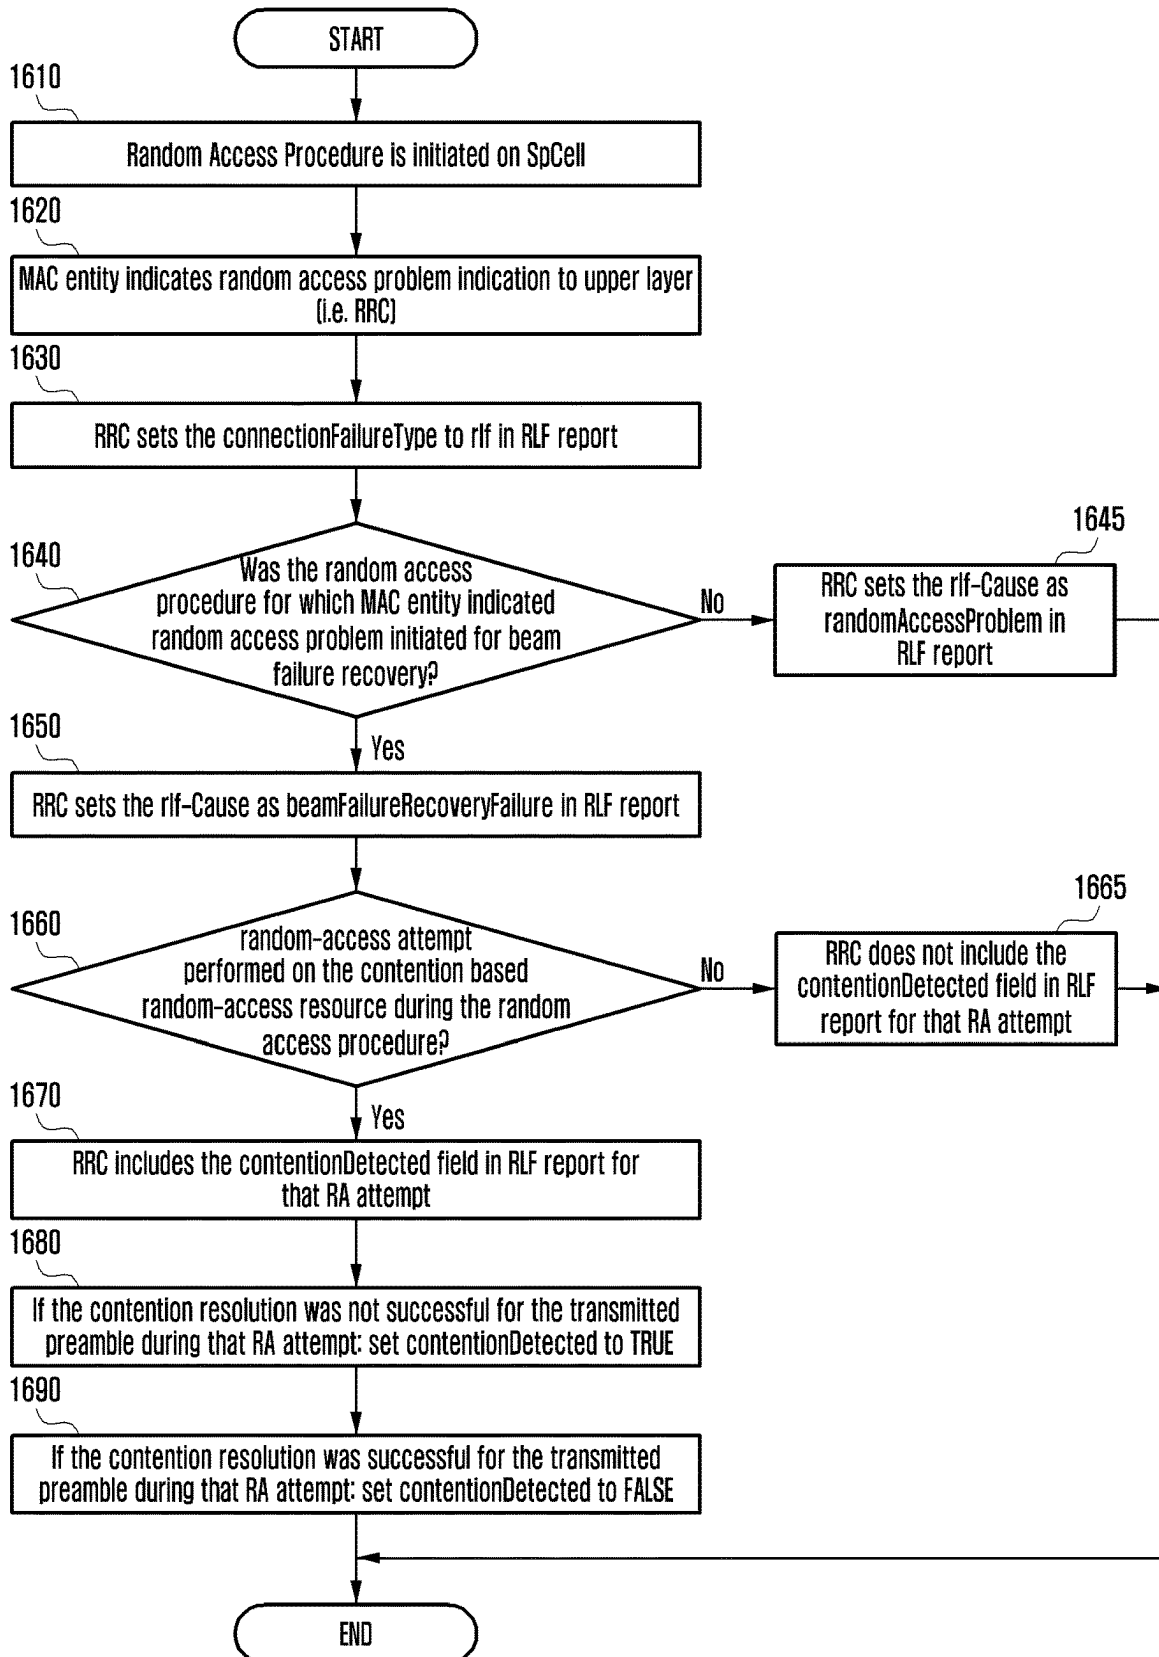 START
1610
Random Access Procedure is initiated on SpCell
1620
MAC entity indicates random access problem indication to upper layer
(i.e. RRC)
1630
RRC sets the connectionFailureType to rlf in RLF report
1640
Was the random access
procedure for which MAC entity indicated
random access problem initiated for beam
failure recovery?
No
1645
RRC sets the rlf-Cause as
randomAccessProblem in
RLF report
Yes
1650
RRC sets the rlf-Cause as beamFailureRecoveryFailure in RLF report
1660
random-access attempt
performed on the contention based
random-access resource during the random
access procedure?
No
1665
RRC does not include the
contentionDetected field in RLF
report for that RA attempt
Yes
1670
RRC includes the contentionDetected field in RLF report for
that RA attempt
1680
If the contention resolution was not successful for the transmitted
preamble during that RA attempt: set contentionDetected to TRUE
1690
If the contention resolution was successful for the transmitted
preamble during that RA attempt: set contentionDetected to FALSE
END